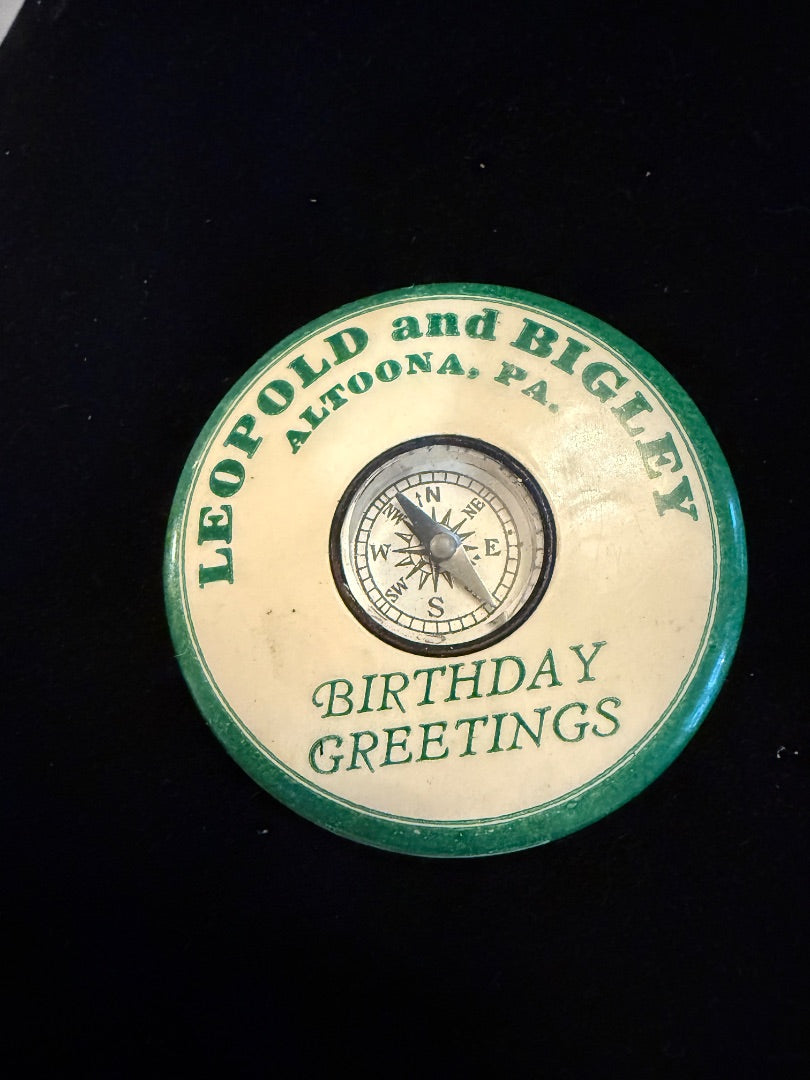 LEOPOLD and BIGLEY
ALTOONA, PA.
N
NW NE
W E
SW
S
BIRTHDAY
GREETINGS